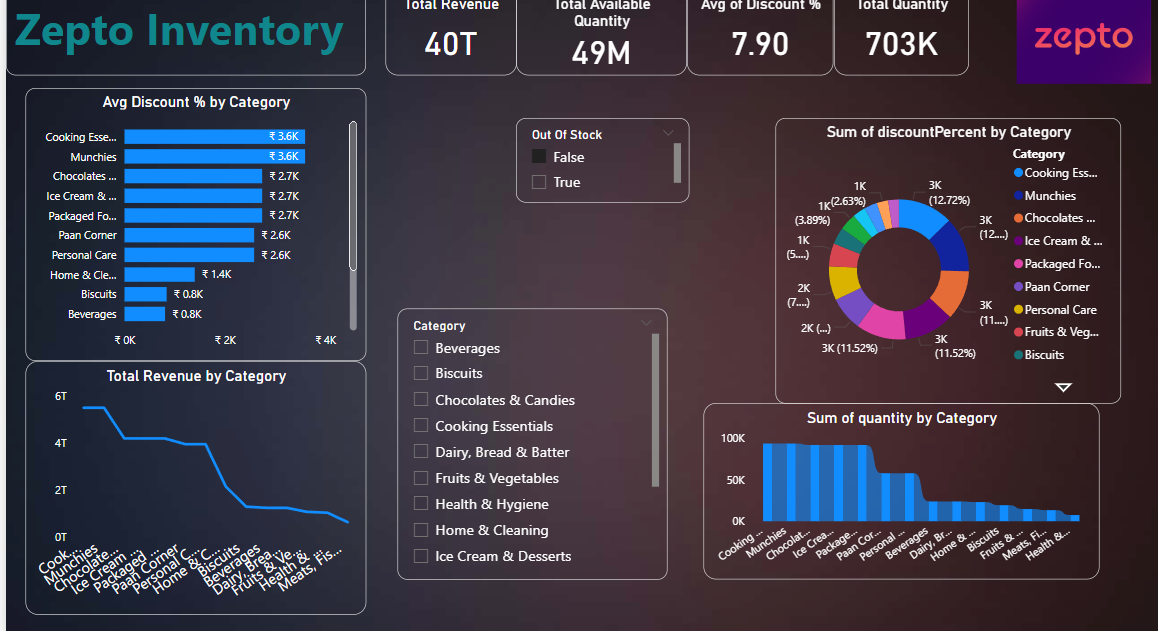 Zepto Inventory
Total Revenue
40T
Total Available
Quantity
49M
Avg of Discount %
7.90
Total Quantity
703K
zepto
Avg Discount % by Category
Cooking Esse... ₹ 3.6K
Munchies ₹ 3.6K
Chocolates ... ₹ 2.7K
Ice Cream & ... ₹ 2.7K
Packaged Fo... ₹ 2.7K
Paan Corner ₹ 2.6K
Personal Care ₹ 2.6K
Home & Cle... ₹ 1.4K
Biscuits ₹ 0.8K
Beverages ₹ 0.8K
₹ 0K ₹ 2K ₹ 4K
Out Of Stock
False
True
Sum of discountPercent by Category
3K
(12.72%)
3K
(12....)
3K
(11....)
3K
(11.52%)
3K (11.52%)
2K (...)
2K
(7....)
1K
(5....)
1K
(3.89%)
1K
(2.63%)
Category
Cooking Ess...
Munchies
Chocolates ...
Ice Cream & ...
Packaged Fo...
Paan Corner
Personal Care
Fruits & Veg...
Biscuits
Total Revenue by Category
6T
4T
2T
0T
Cook...
Munchies
Chocolate...
Ice Cream ...
Packaged ...
Paan Corner
Personal C...
Home & C...
Biscuits
Beverages
Dairy, Brea...
Fruits & Ve...
Health & ...
Meats, Fis...
Category
Beverages
Biscuits
Chocolates & Candies
Cooking Essentials
Dairy, Bread & Batter
Fruits & Vegetables
Health & Hygiene
Home & Cleaning
Ice Cream & Desserts
Sum of quantity by Category
100K
50K
0K
Cooking ...
Munchies
Chocolat...
Ice Crea...
Package...
Paan Cor...
Personal ...
Beverages
Dairy, Br...
Home & ...
Biscuits
Fruits & ...
Meats, Fi...
Health &...